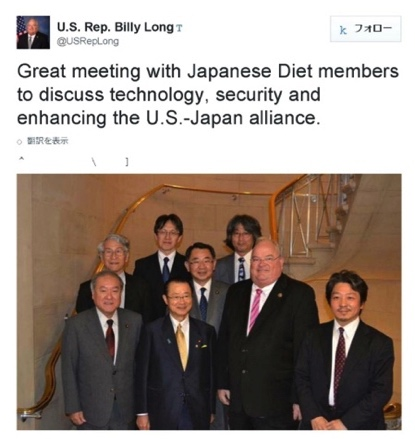 U.S. Rep. Billy Long
@USRepLong
フォロー
Great meeting with Japanese Diet members
to discuss technology, security and
enhancing the U.S.-Japan alliance.
翻訳を表示